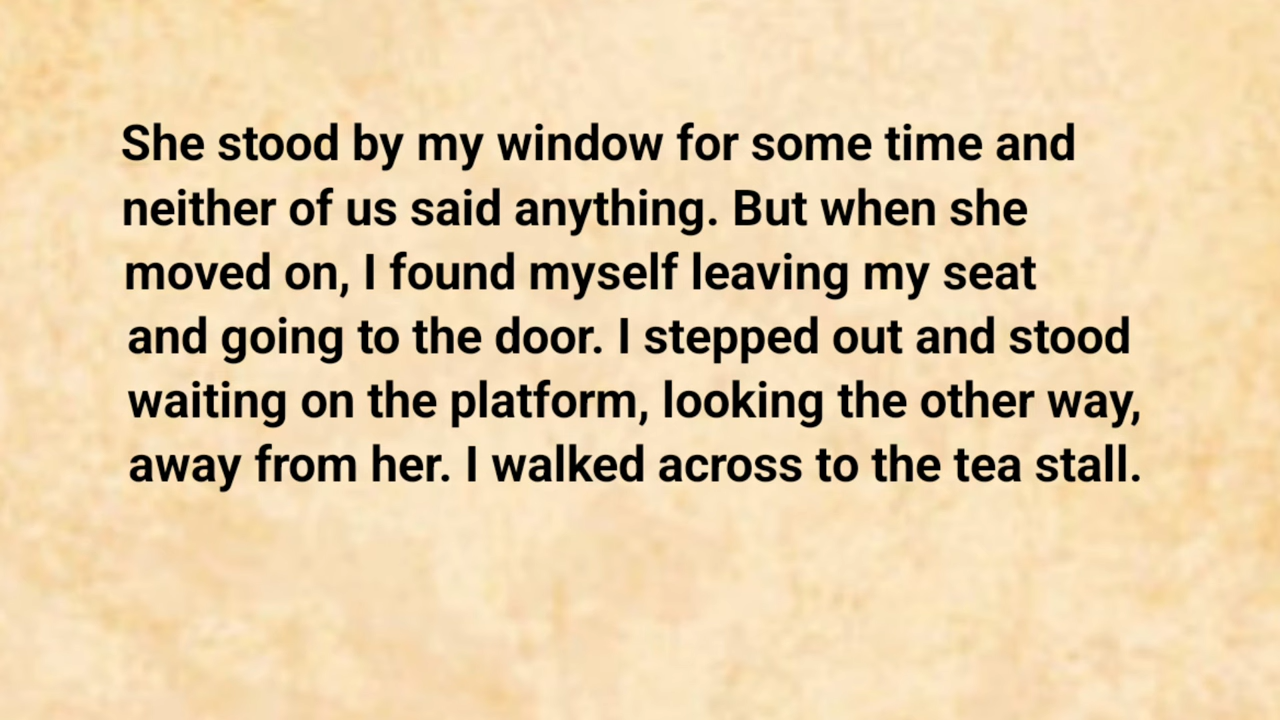 She stood by my window for some time and
neither of us said anything. But when she
moved on, I found myself leaving my seat
and going to the door. I stepped out and stood
waiting on the platform, looking the other way,
away from her. I walked across to the tea stall.